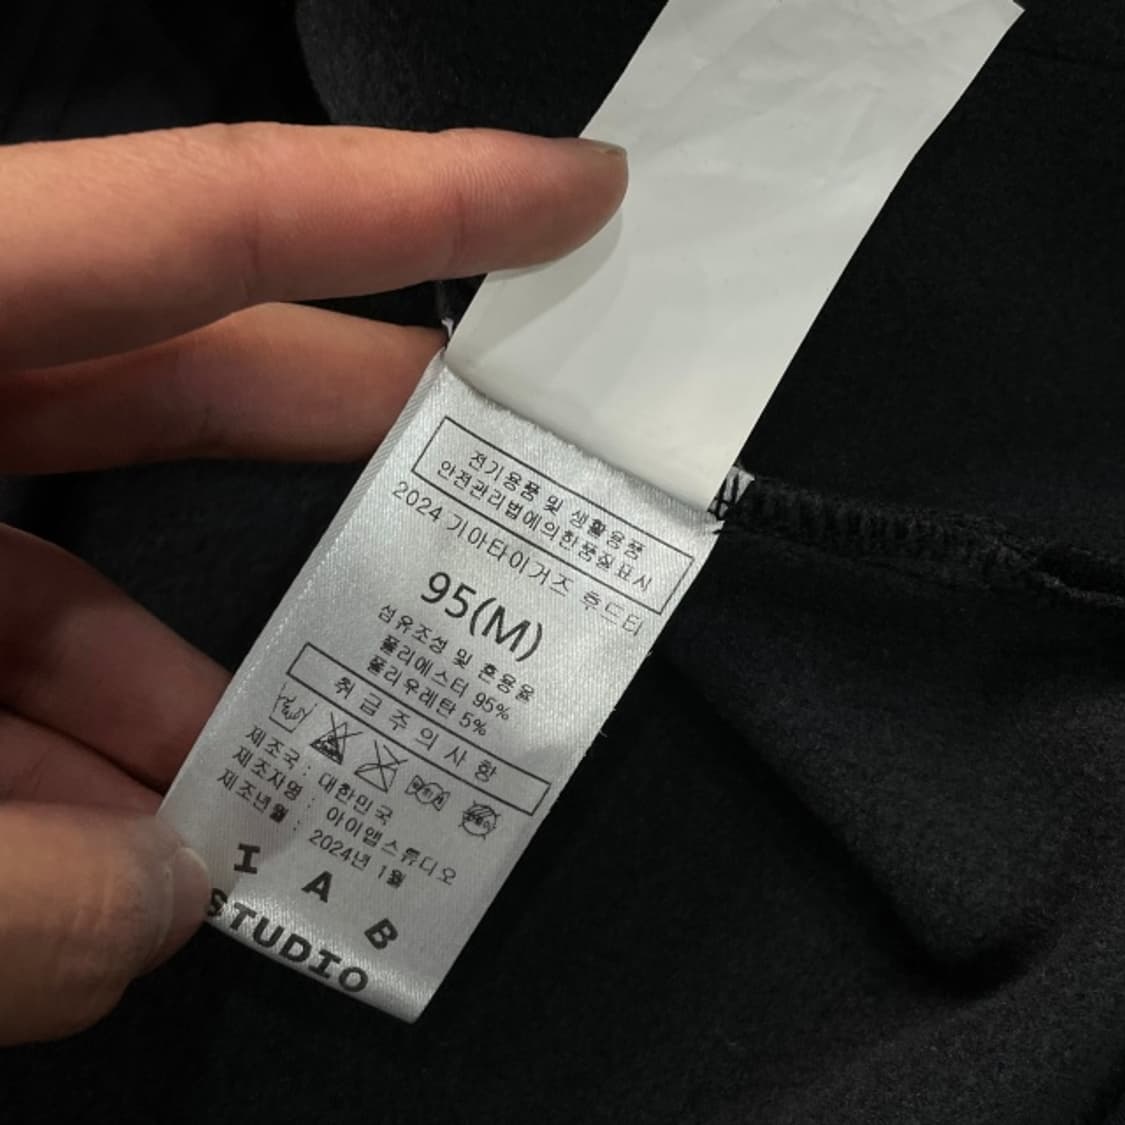 전기용품 및 생활용품
안전관리법에의한품질표시
2024 기아타이거즈 후드티
95(M)
섬유조성 및 혼용율
폴리에스터 95%
폴리우레탄 5%
취급주의사항
제조국 : 대한민국
제조자명 : 아이앱스튜디오
제조년월 : 2024년 1월
I A B
STUDIO